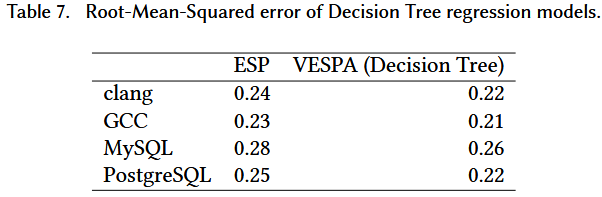 Table 7. Root-Mean-Squared error of Decision Tree regression models.
ESP VESPA (Decision Tree)
clang 0.24 0.22
GCC 0.23 0.21
MySQL 0.28 0.26
PostgreSQL 0.25 0.22